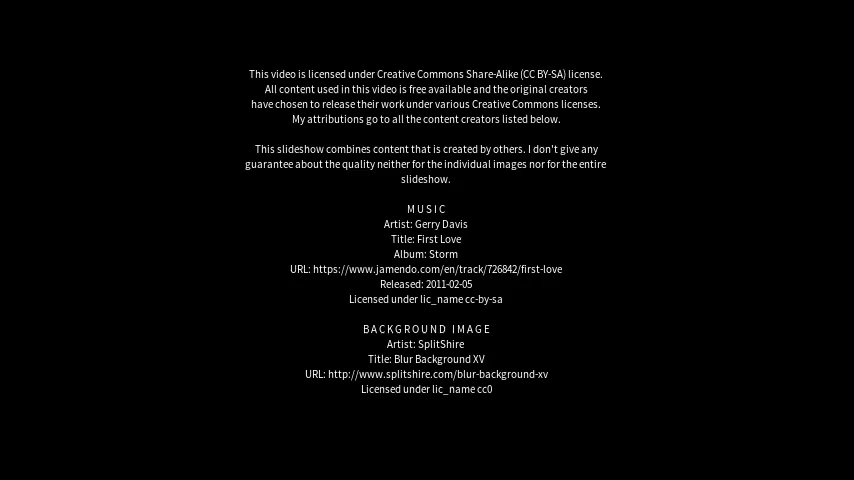 This video is licensed under Creative Commons Share-Alike (CC BY-SA) license.
All content used in this video is free available and the original creators
have chosen to release their work under various Creative Commons licenses.
My attributions go to all the content creators listed below.
This slideshow combines content that is created by others. I don't give any
guarantee about the quality neither for the individual images nor for the entire
slideshow.
MUSIC
Artist: Gerry Davis
Title: First Love
Album: Storm
URL: https://www.jamendo.com/en/track/726842/first-love
Released: 2011-02-05
Licensed under lic_name cc-by-sa
BACKGROUND IMAGE
Artist: SplitShire
Title: Blur Background XV
URL: http://www.splitshire.com/blur-background-xv
Licensed under lic_name cc0